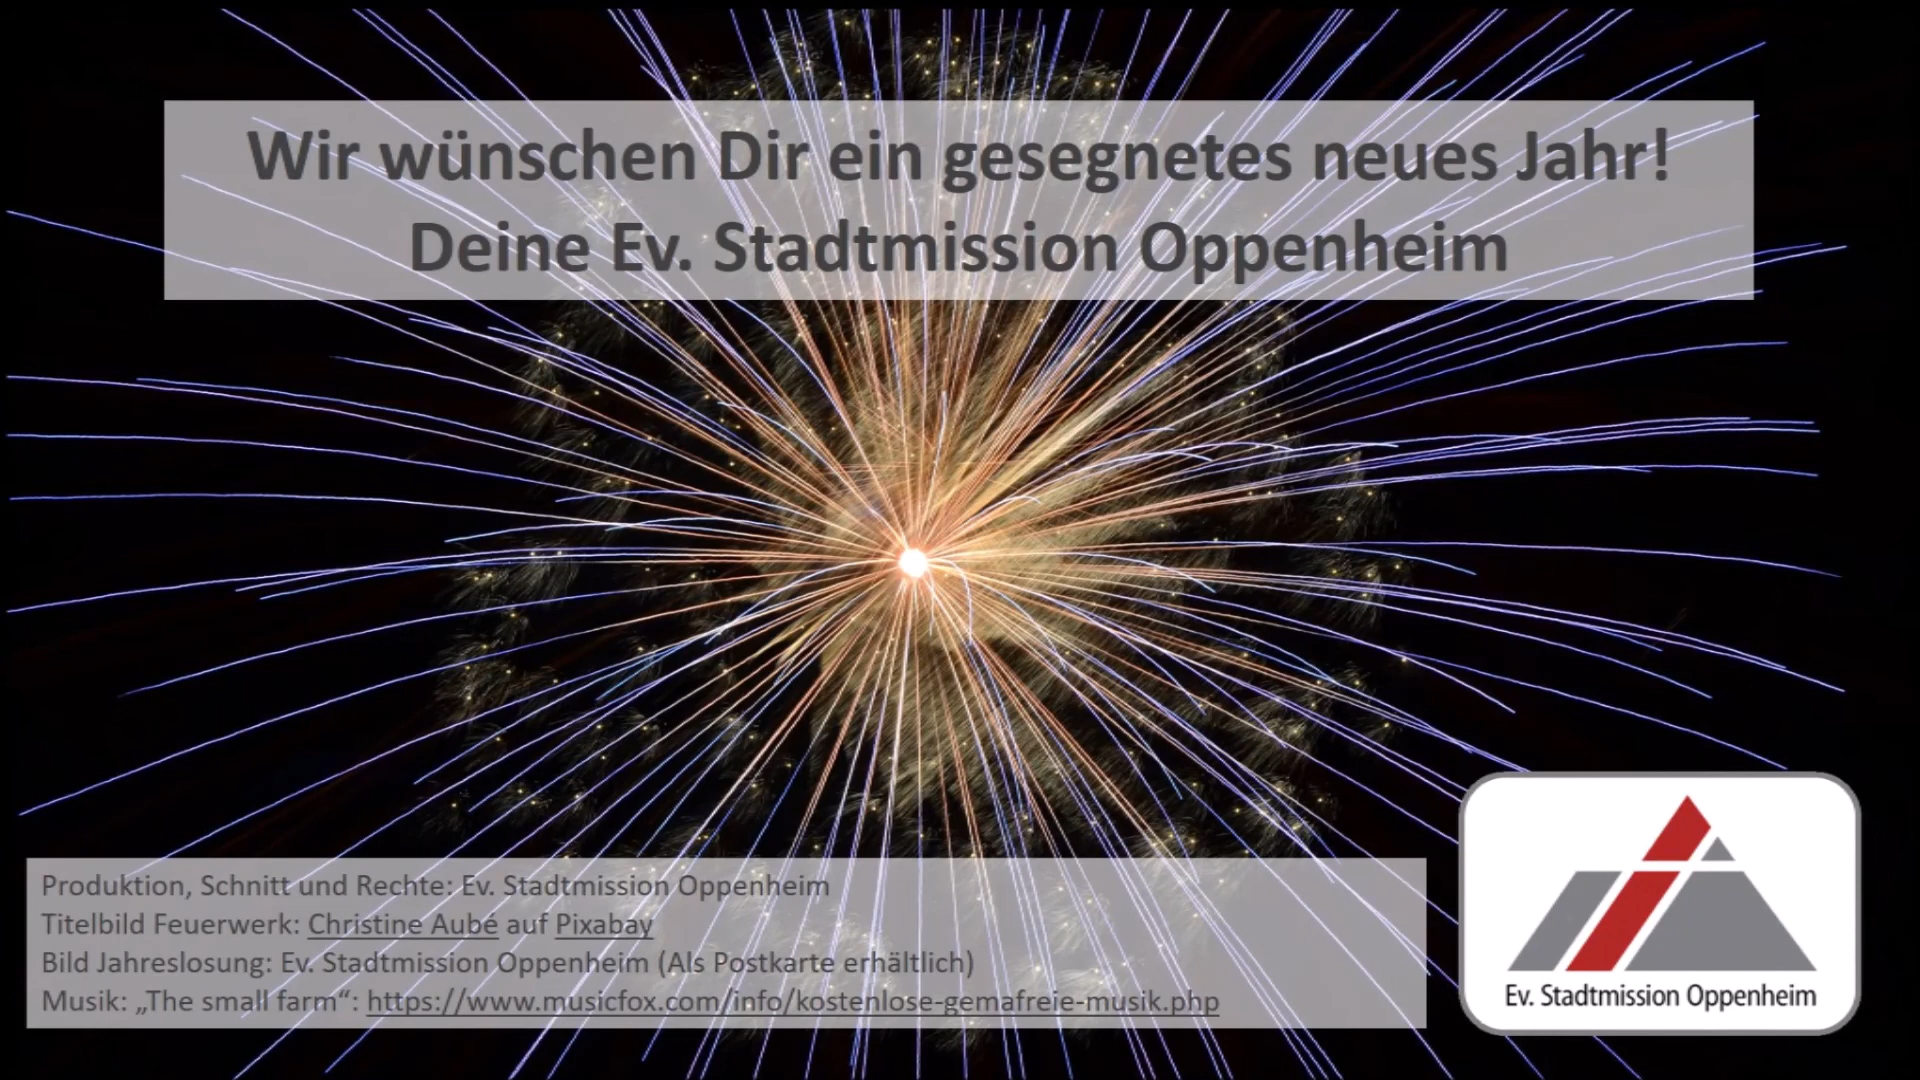 Wir wünschen Dir ein gesegnetes neues Jahr!
Deine Ev. Stadtmission Oppenheim
Produktion, Schnitt und Rechte: Ev. Stadtmission Oppenheim
Titelbild Feuerwerk: Christine Aubé auf Pixabay
Bild Jahreslosung: Ev. Stadtmission Oppenheim (Als Postkarte erhältlich)
Musik: „The small farm“: https://www.musicfox.com/info/kostenlose-gemafreie-musik.php
Ev. Stadtmission Oppenheim